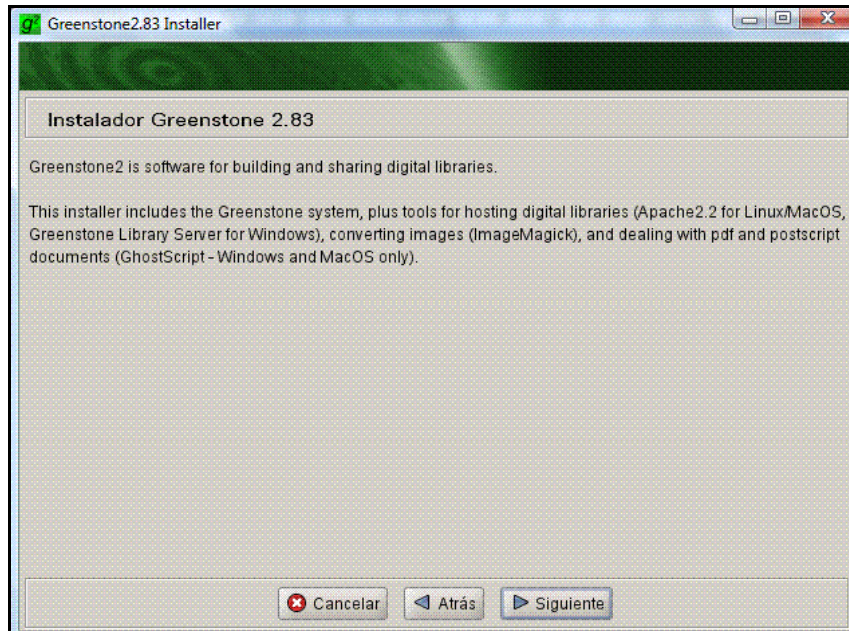 g² Greenstone2.83 Installer
Instalador Greenstone 2.83
Greenstone2 is software for building and sharing digital libraries.
This installer includes the Greenstone system, plus tools for hosting digital libraries (Apache2.2 for Linux/MacOS,
Greenstone Library Server for Windows), converting images (ImageMagick), and dealing with pdf and postscript
documents (GhostScript - Windows and MacOS only).
Cancelar Atrás Siguiente